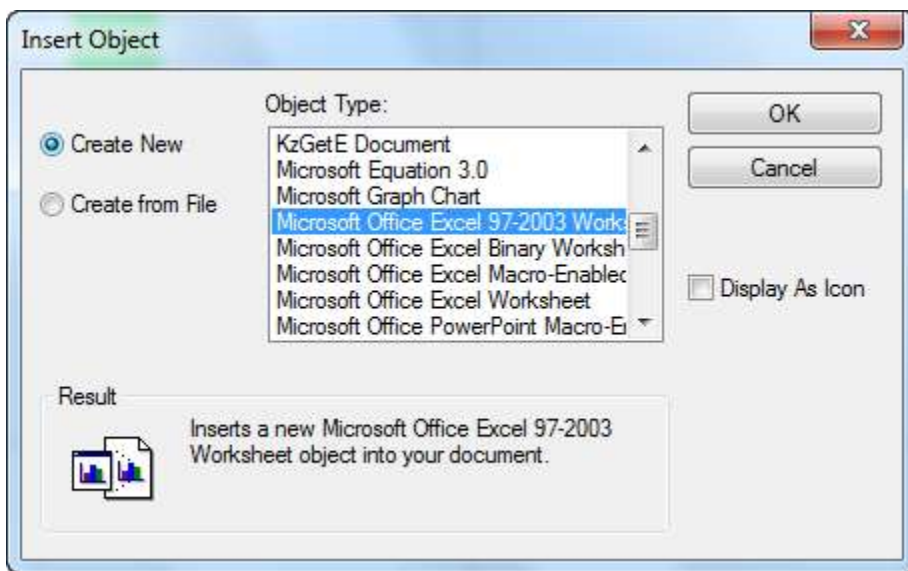 Insert Object
Create New
Create from File
Object Type:
KzGetE Document
Microsoft Equation 3.0
Microsoft Graph Chart
Microsoft Office Excel 97-2003 Works
Microsoft Office Excel Binary Worksh
Microsoft Office Excel Macro-Enabled
Microsoft Office Excel Worksheet
Microsoft Office PowerPoint Macro-En
OK
Cancel
Display As Icon
Result
Inserts a new Microsoft Office Excel 97-2003
Worksheet object into your document.